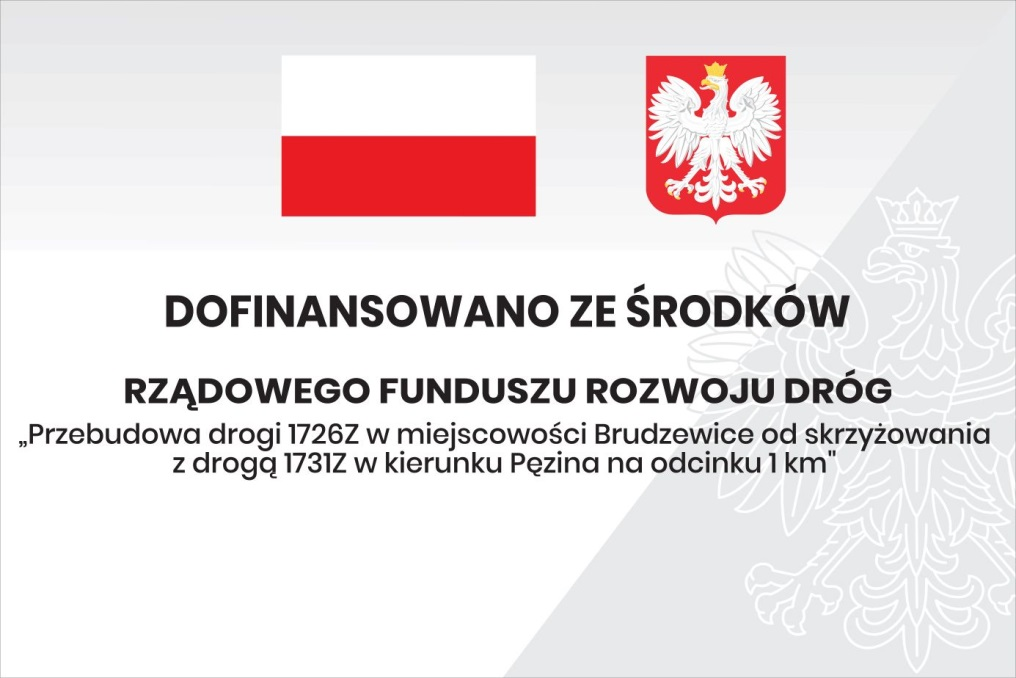 DOFINANSOWANO ZE ŚRODKÓW
RZĄDOWEGO FUNDUSZU ROZWOJU DRÓG
„Przebudowa drogi 1726Z w miejscowości Brudzewice od skrzyżowania
z drogą 1731Z w kierunku Pęzina na odcinku 1 km"